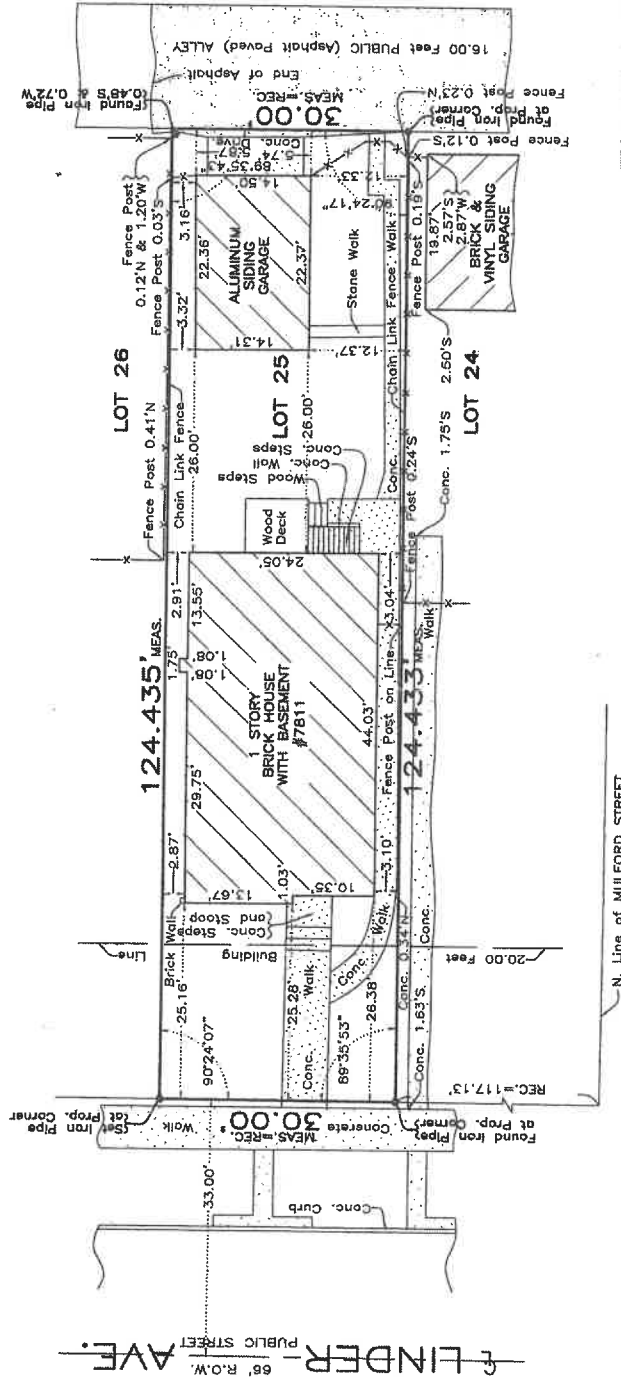 ℄ LINDER AVE.
66' R.O.W.
PUBLIC STREET
Conc. Curb
33.00'
Concrete Walk
MEAS.=REC.
30.00'
(Set Iron Pipe
(at Prop. Corner
Found Iron Pipe)
at Prop. Corner)
REC.=117.13'
N. Line of MULFORD STREET
124.435' MEAS.
124.433' MEAS.
90°24'07"
89°35'53"
25.16'
25.28'
26.38'
Brick Wall
Building Line
20.00 Feet
Conc. Steps
and Stoop
Conc. Walk
Conc. Walk
Conc. 1.63'S
Conc. 0.34'N
Conc.
Walk
2.87'
13.67'
1.03'
10.35'
3.10'
29.75'
1.75'
1.08'
1.08'
13.55'
2.91'
24.05'
44.03'
3.04'
1 STORY
BRICK HOUSE
WITH BASEMENT
#7811
Fence Post on Line
Wood
Deck
Wood Steps
Conc. Wall
Conc. Steps
26.00'
26.00'
LOT 26
LOT 25
LOT 24
Chain Link Fence
Fence Post 0.41'N
Fence Post 0.24'S
Conc. 1.75'S
2.60'S
Conc.
Chain Link Fence
Conc. Walk
Stane Walk
3.32'
3.16'
14.31
22.36'
22.37'
14.50'
ALUMINUM
SIDING
GARAGE
12.37'
12.33'
Fence Post 0.03'S
Fence Post
0.12'N & 1.20'W
Fence Post 0.19'S
Conc. Drive
5.74
5.67
89°35'43"
90°24'17"
MEAS.=REC.
30.00
Found Iron Pipe
0.48'S & 0.72'W
End of Asphalt
16.00 Feet PUBLIC (Asphalt Paved) ALLEY
Fence Post 0.23'N
Found Iron Pipe
at Prop. Corner
Fence Post 0.12'S
19.87'
2.57'S
2.87'W
BRICK &
VINYL SIDING
GARAGE